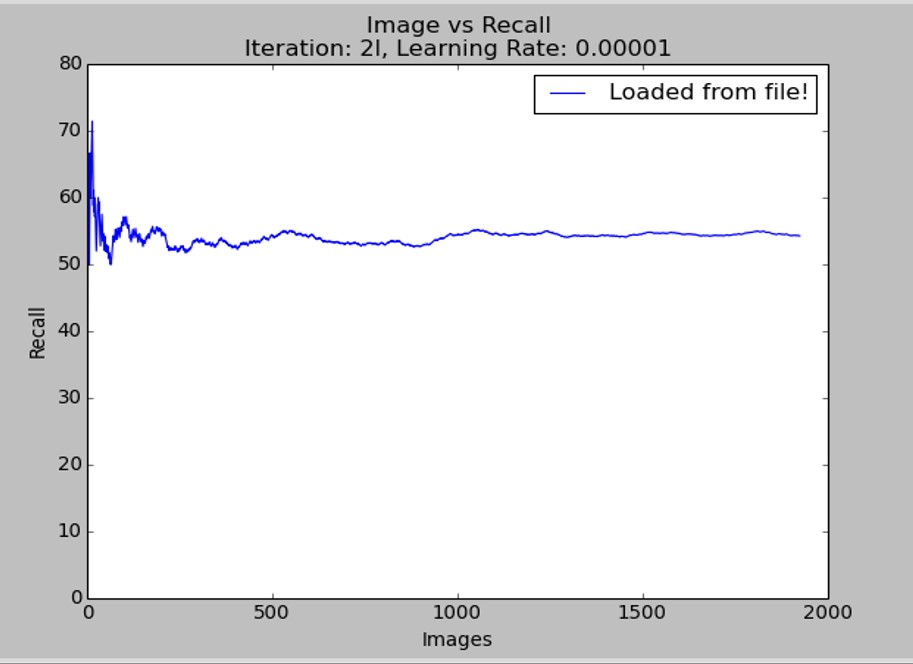 Image vs Recall
Iteration: 2l, Learning Rate: 0.00001
Loaded from file!
80
70
60
50
40
30
20
10
0
Recall
0 500 1000 1500 2000
Images